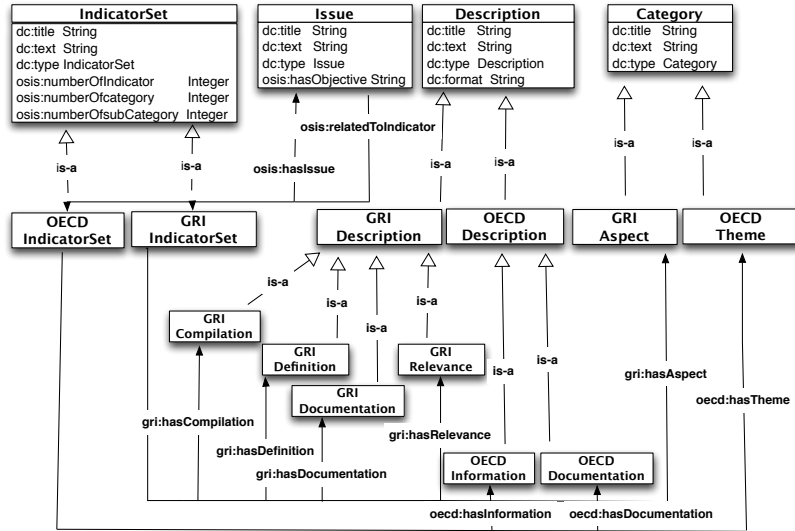 IndicatorSet
dc:title String
dc:text String
dc:type IndicatorSet
osis:numberOfIndicator Integer
osis:numberOfcategory Integer
osis:numberOfsubCategory Integer
Issue
dc:title String
dc:text String
dc:type Issue
osis:hasObjective String
Description
dc:title String
dc:text String
dc:type Description
dc:format String
Category
dc:title String
dc:text String
dc:type Category
osis:relatedToIndicator
is-a
is-a
osis:hasIssue
is-a
is-a
is-a
is-a
OECD
IndicatorSet
GRI
IndicatorSet
GRI
Description
OECD
Description
GRI
Aspect
OECD
Theme
is-a
is-a
is-a
is-a
GRI
Compilation
GRI
Definition
GRI
Relevance
is-a
is-a
gri:hasAspect
GRI
Documentation
oecd:hasTheme
gri:hasCompilation
gri:hasRelevance
gri:hasDefinition
gri:hasDocumentation
OECD
Information
OECD
Documentation
oecd:hasInformation
oecd:hasDocumentation